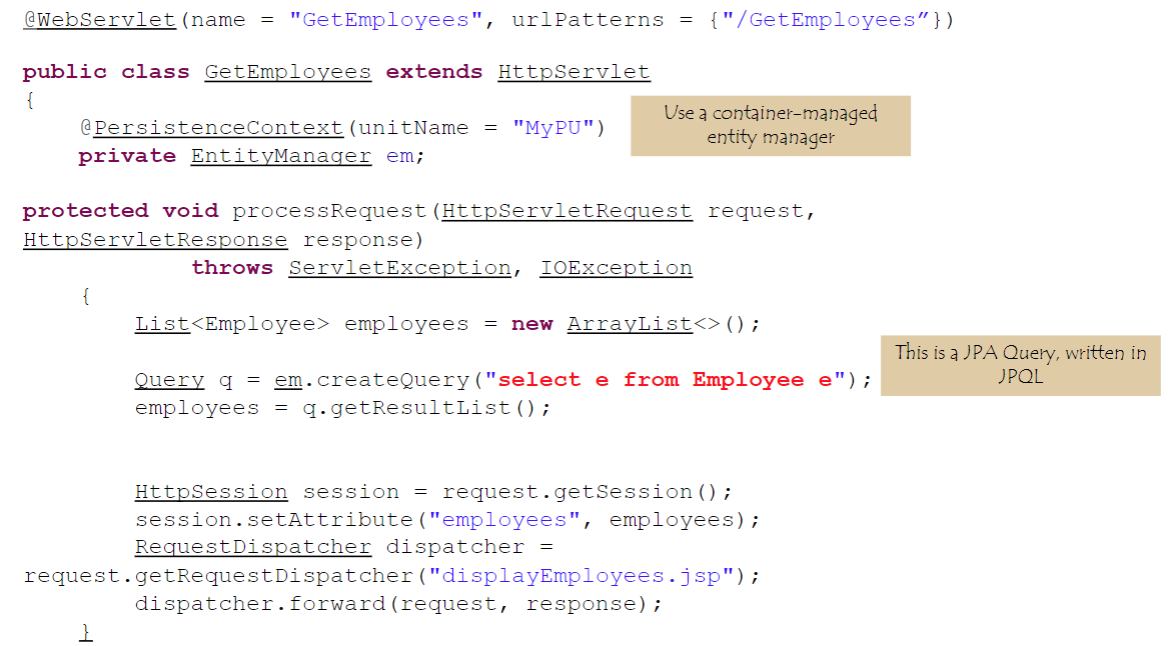 @WebServlet(name = "GetEmployees", urlPatterns = {"/GetEmployees”})
public class GetEmployees extends HttpServlet
{
@PersistenceContext(unitName = "MyPU")
private EntityManager em;
Use a container-managed
entity manager
protected void processRequest(HttpServletRequest request,
HttpServletResponse response)
throws ServletException, IOException
{
List<Employee> employees = new ArrayList<>();
Query q = em.createQuery("select e from Employee e");
employees = q.getResultList();
This is a JPA Query, written in
JPQL
HttpSession session = request.getSession();
session.setAttribute("employees", employees);
RequestDispatcher dispatcher =
request.getRequestDispatcher("displayEmployees.jsp");
dispatcher.forward(request, response);
}